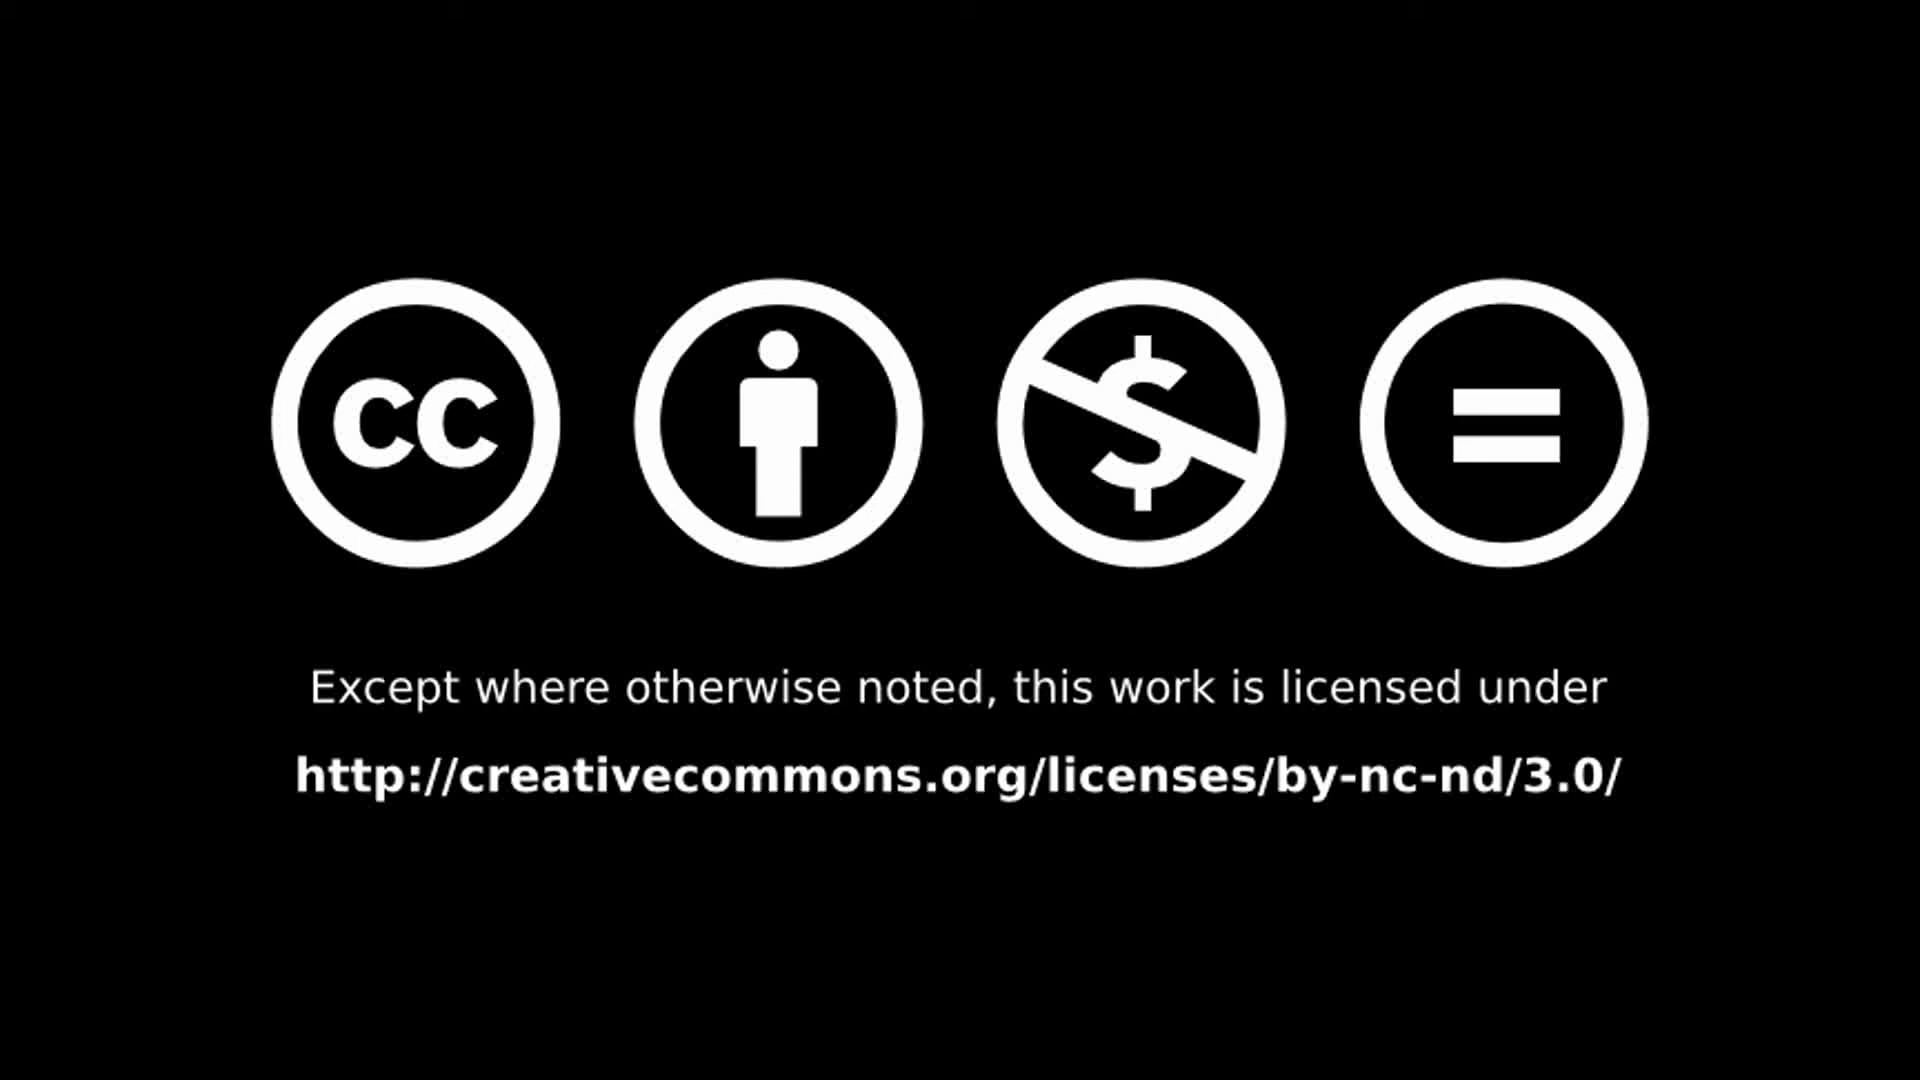 cc
$
=
Except where otherwise noted, this work is licensed under
http://creativecommons.org/licenses/by-nc-nd/3.0/